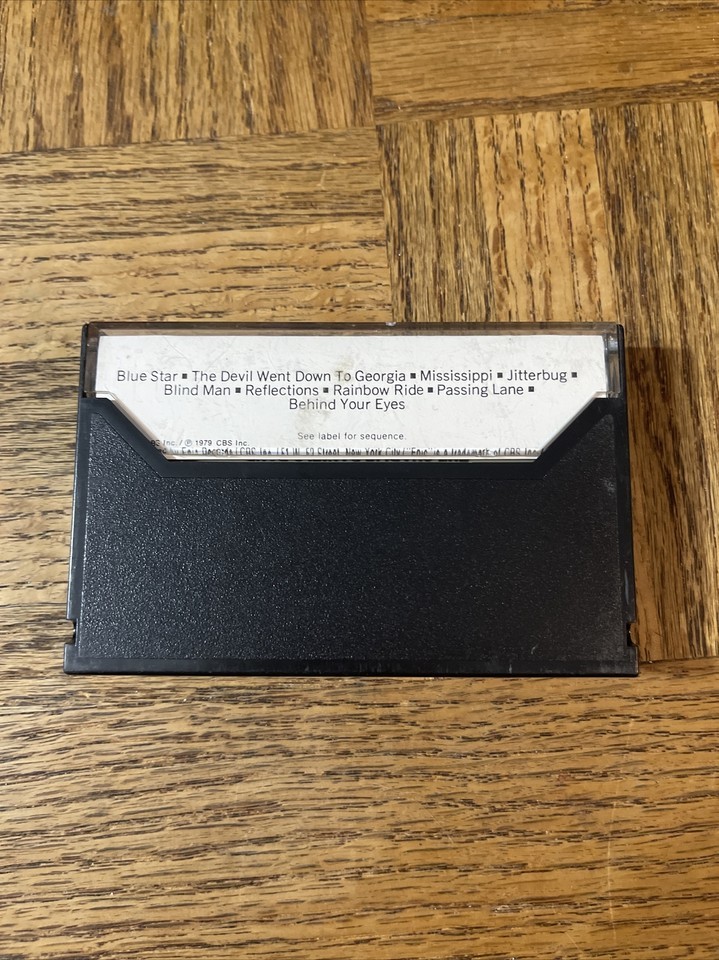 Blue Star ▪ The Devil Went Down To Georgia ▪ Mississippi ▪ Jitterbug ▪
Blind Man ▪ Reflections ▪ Rainbow Ride ▪ Passing Lane ▪
Behind Your Eyes
See label for sequence.
Inc./℗ 1979 CBS Inc.